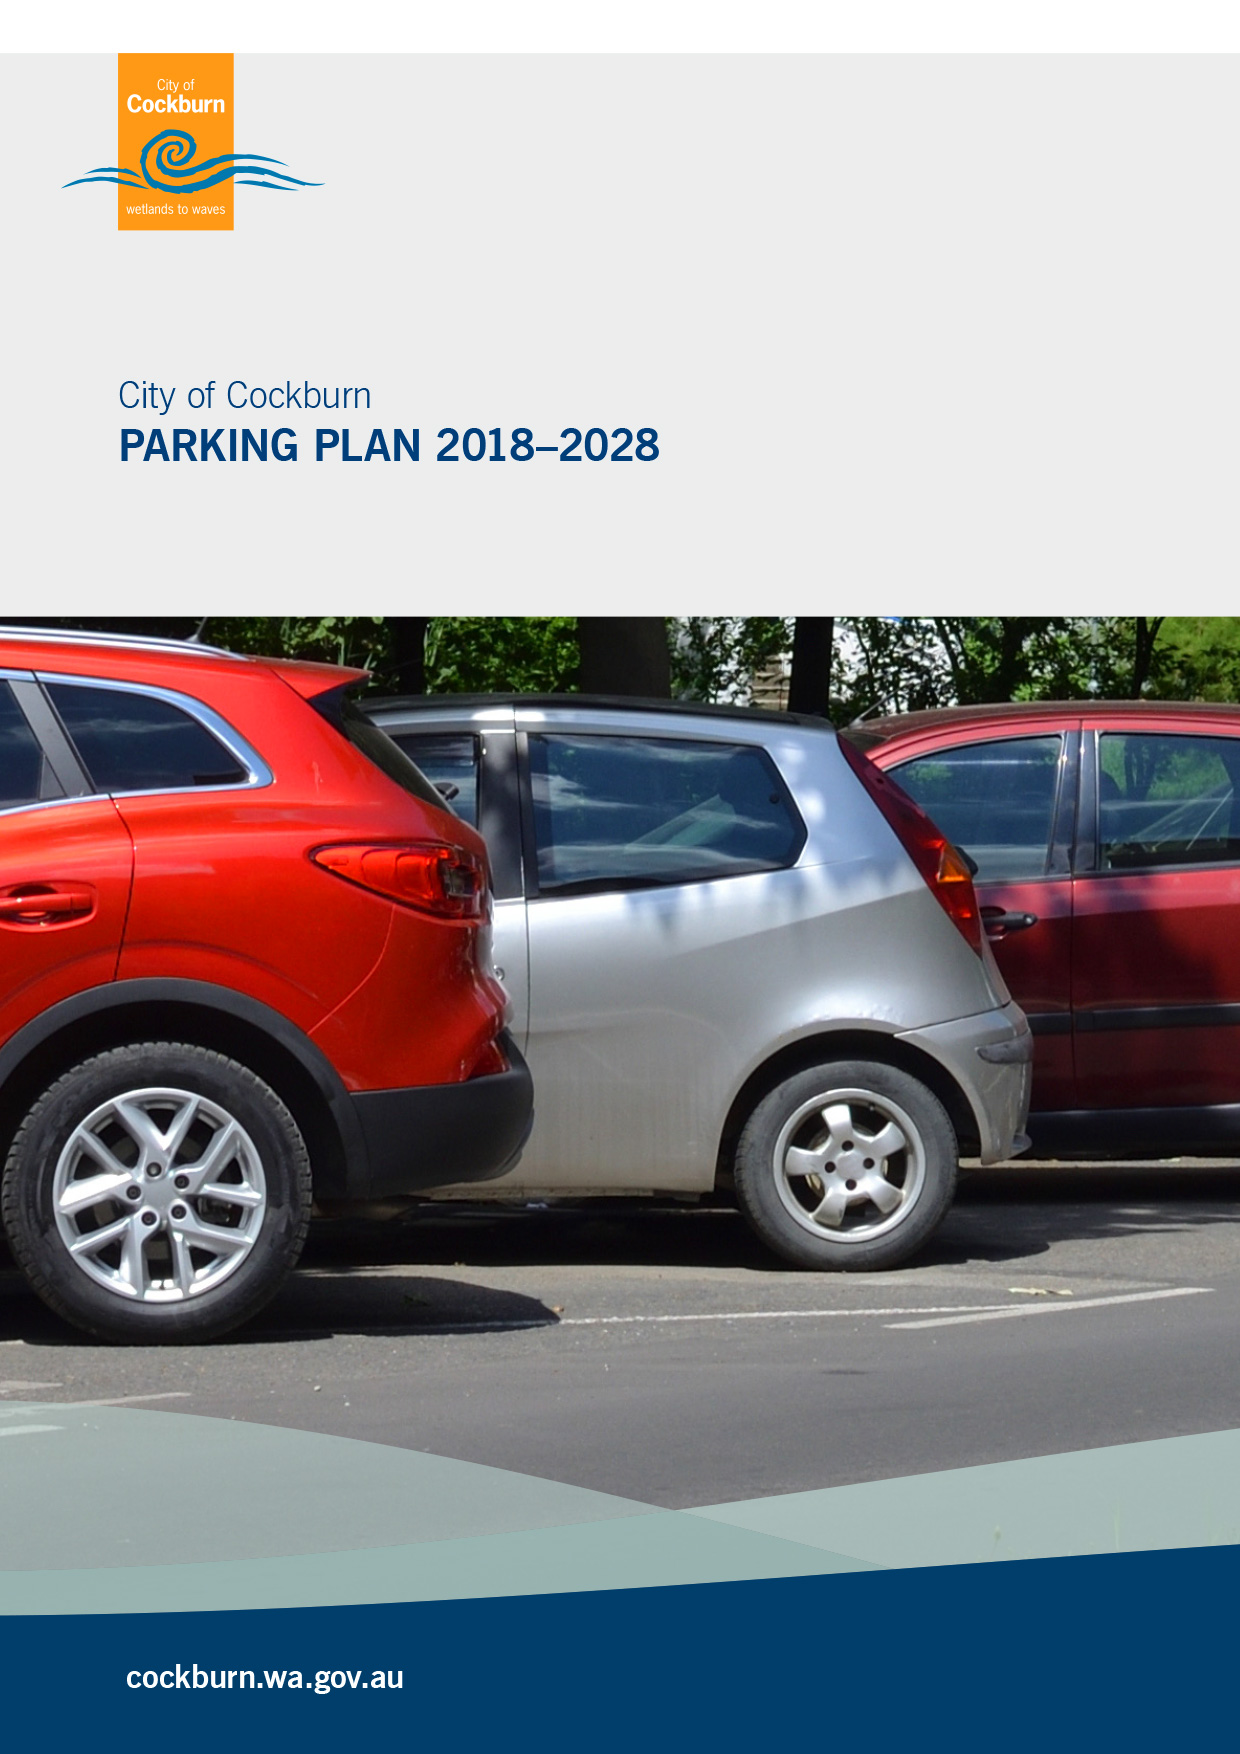 City of
Cockburn
wetlands to waves
City of Cockburn
PARKING PLAN 2018–2028
cockburn.wa.gov.au